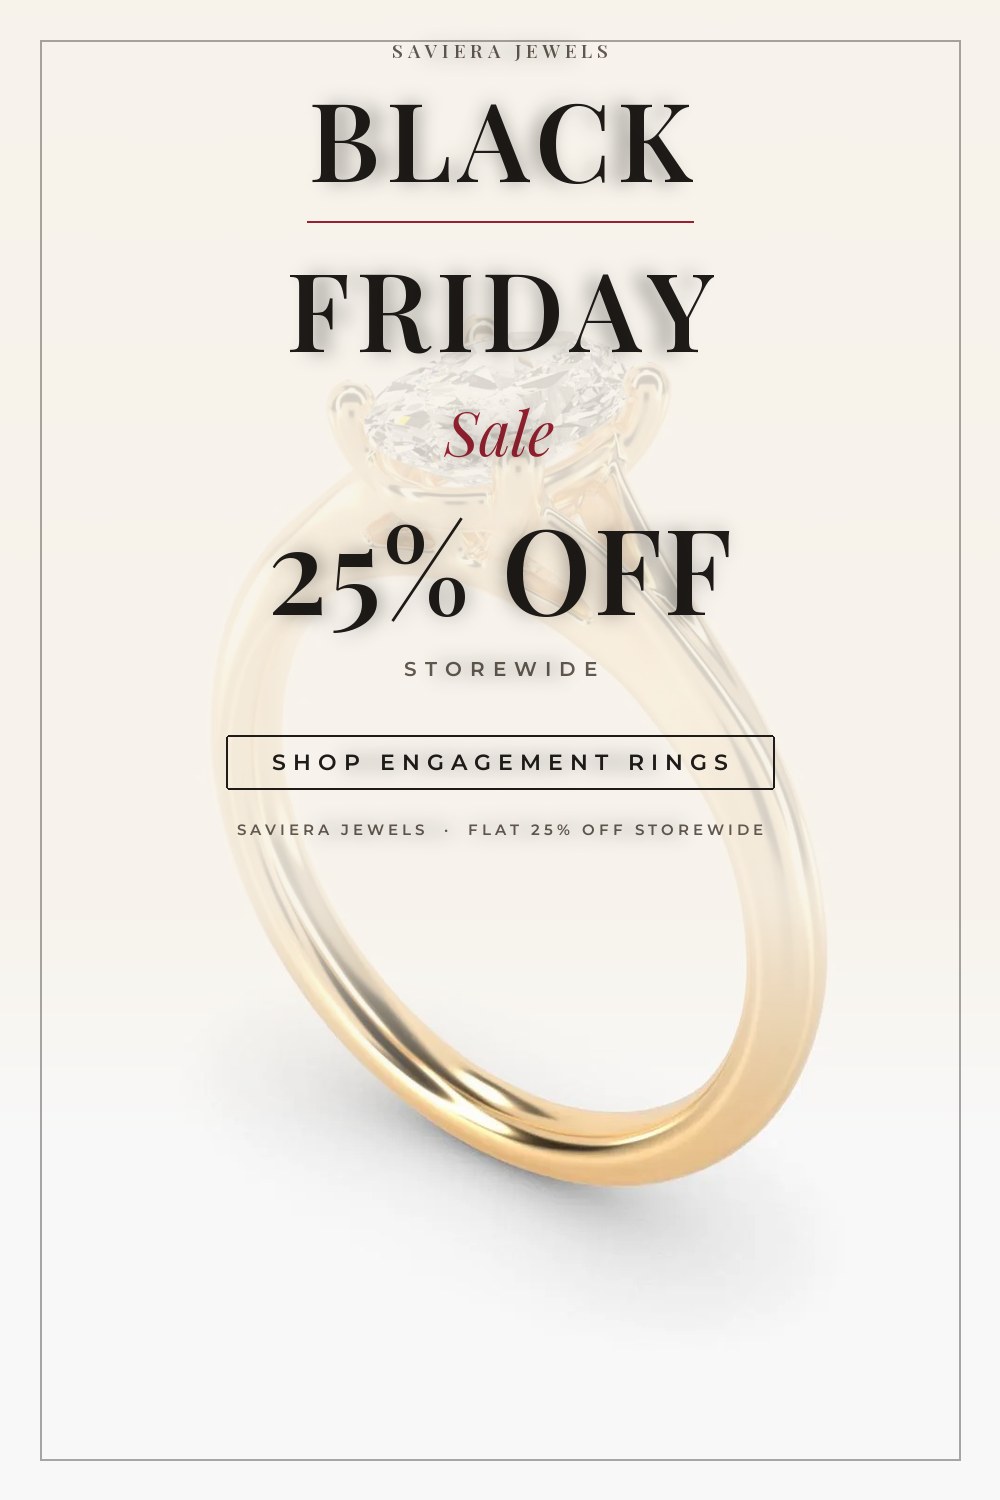 SAVIERA JEWELS
BLACK
FRIDAY
Sale
25% OFF
STOREWIDE
SHOP ENGAGEMENT RINGS
SAVIERA JEWELS · FLAT 25% OFF STOREWIDE